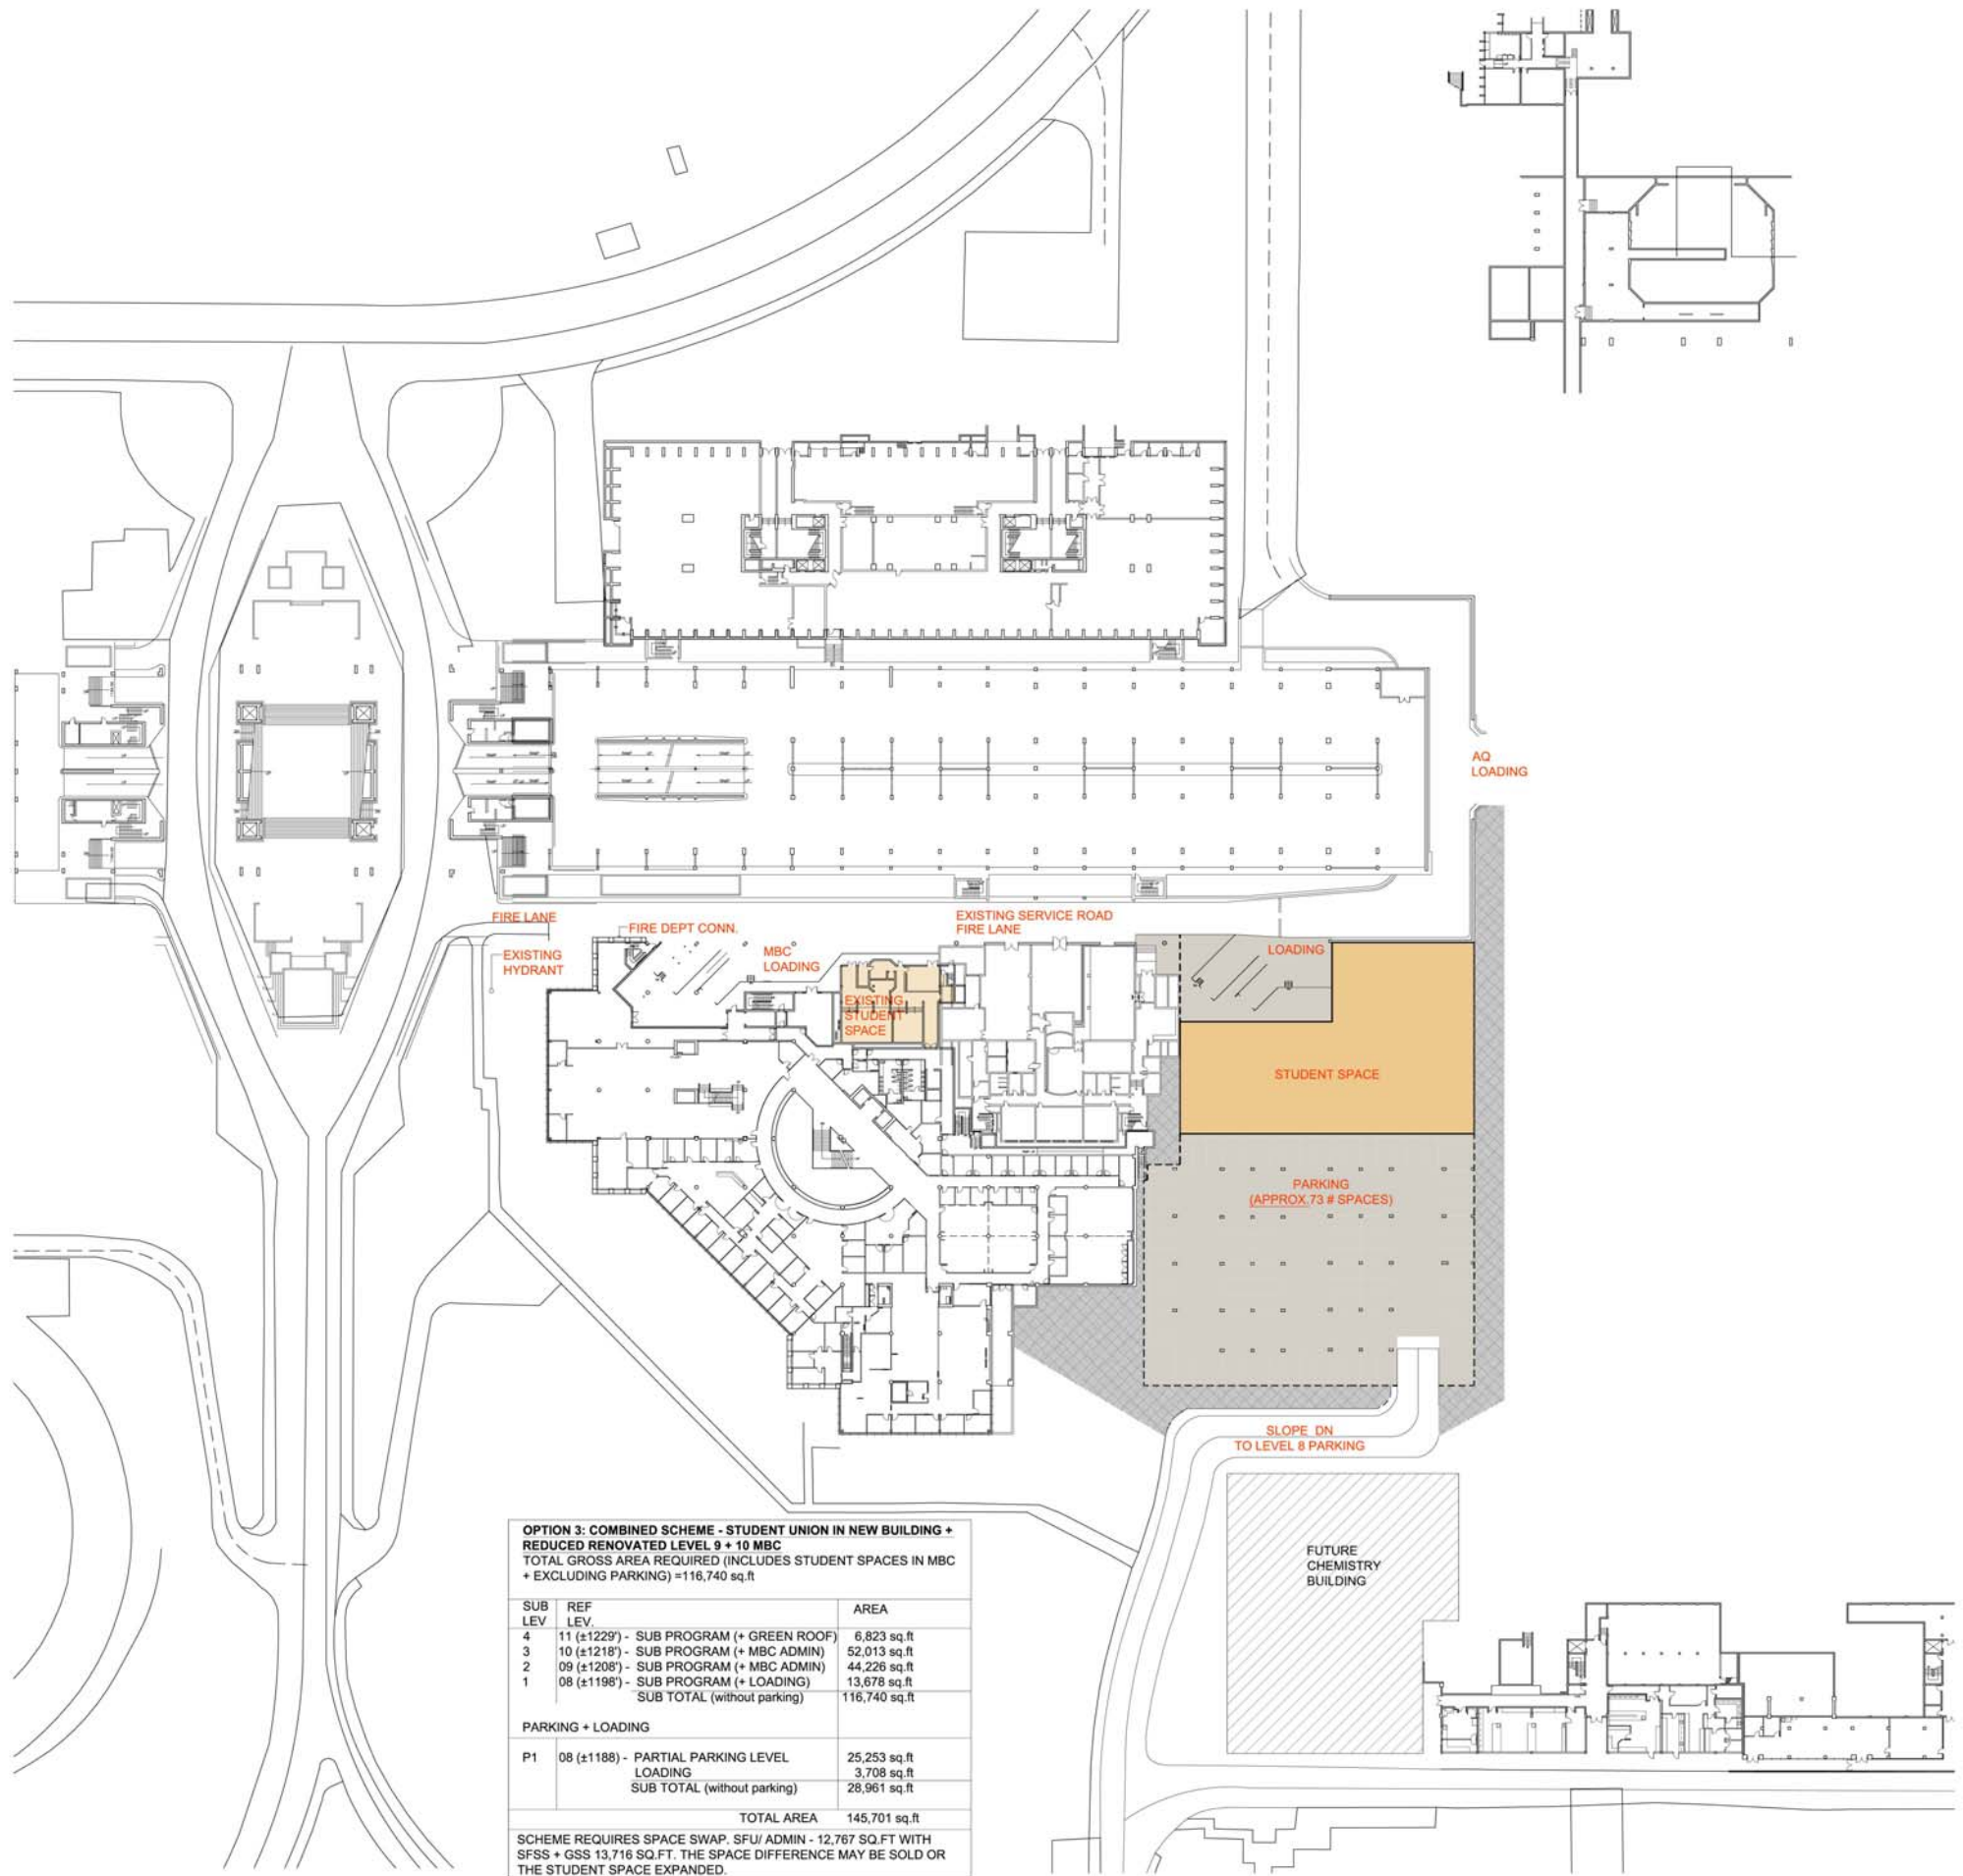 AQ
LOADING
FIRE LANE
FIRE DEPT CONN.
EXISTING SERVICE ROAD
FIRE LANE
EXISTING
HYDRANT
MBC
LOADING
LOADING
EXISTING
STUDENT
SPACE
STUDENT SPACE
PARKING
(APPROX.73 # SPACES)
SLOPE DN
TO LEVEL 8 PARKING
FUTURE
CHEMISTRY
BUILDING
OPTION 3: COMBINED SCHEME - STUDENT UNION IN NEW BUILDING +
REDUCED RENOVATED LEVEL 9 + 10 MBC
TOTAL GROSS AREA REQUIRED (INCLUDES STUDENT SPACES IN MBC
+ EXCLUDING PARKING) =116,740 sq.ft
SUB LEV REF LEV. AREA
4 11 (±1229') - SUB PROGRAM (+ GREEN ROOF) 6,823 sq.ft
3 10 (±1218') - SUB PROGRAM (+ MBC ADMIN) 52,013 sq.ft
2 09 (±1208') - SUB PROGRAM (+ MBC ADMIN) 44,226 sq.ft
1 08 (±1198') - SUB PROGRAM (+ LOADING) 13,678 sq.ft
SUB TOTAL (without parking) 116,740 sq.ft
PARKING + LOADING
P1 08 (±1188) - PARTIAL PARKING LEVEL 25,253 sq.ft
LOADING 3,708 sq.ft
SUB TOTAL (without parking) 28,961 sq.ft
TOTAL AREA 145,701 sq.ft
SCHEME REQUIRES SPACE SWAP. SFU/ ADMIN - 12,767 SQ.FT WITH
SFSS + GSS 13,716 SQ.FT. THE SPACE DIFFERENCE MAY BE SOLD OR
THE STUDENT SPACE EXPANDED.